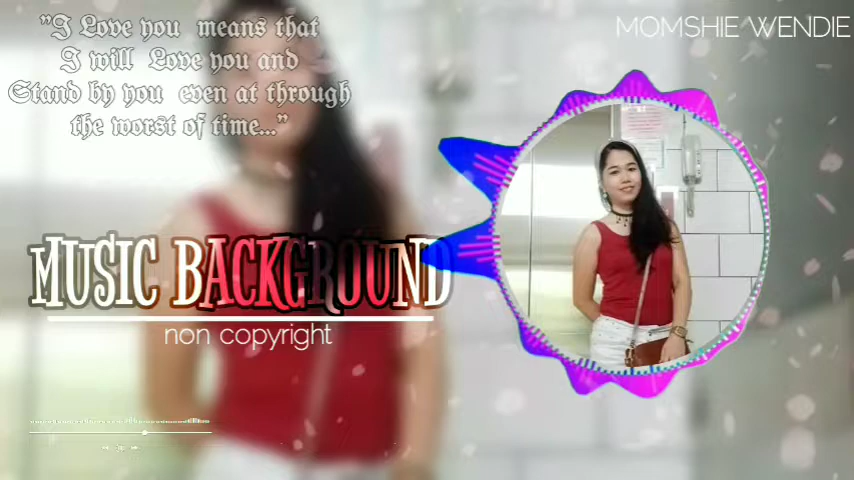 "I Love you means that
I will Love you and
Stand by you even at through
the worst of time..."
MOMSHIE WENDIE
MUSIC BACKGROUND
non copyright